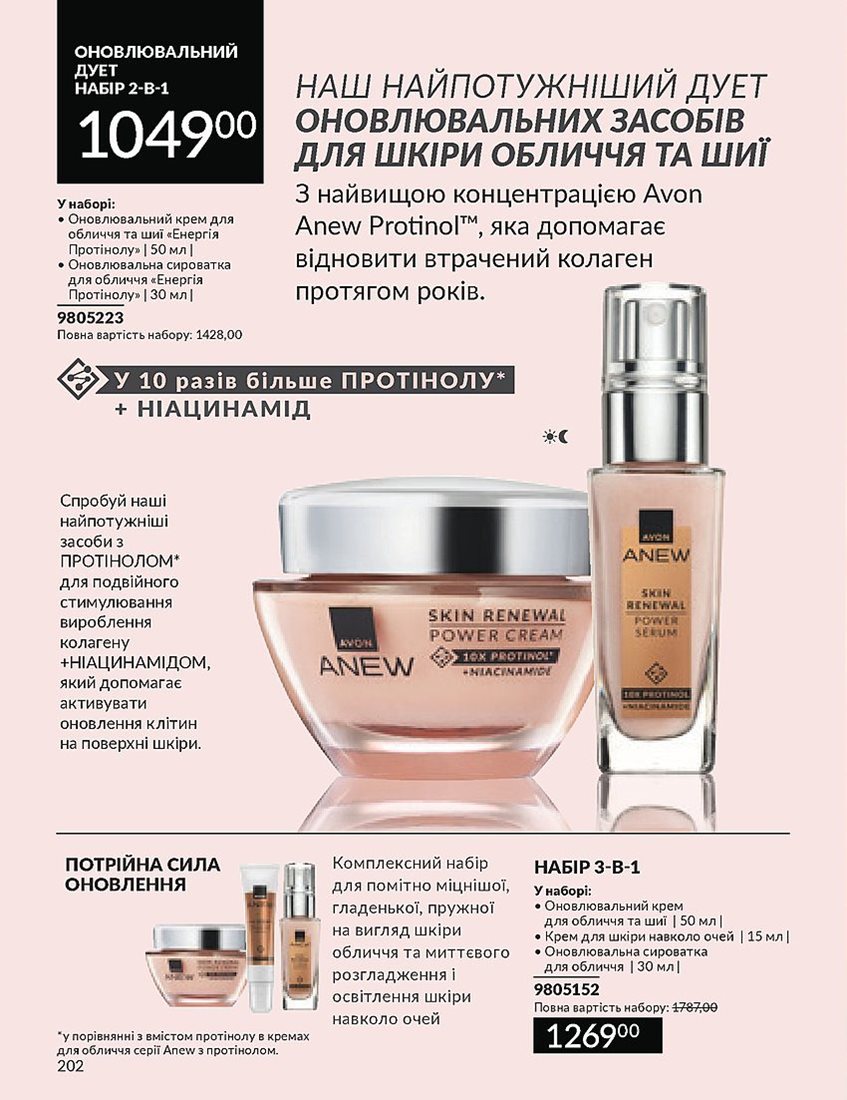 ОНОВЛЮВАЛЬНИЙ
ДУЕТ
НАБІР 2-В-1
1049⁰⁰
У наборі:
• Оновлювальний крем для
обличчя та шиї «Енергія
Протінолу» | 50 мл |
• Оновлювальна сироватка
для обличчя «Енергія
Протінолу» | 30 мл |
9805223
Повна вартість набору: 1428,00
НАШ НАЙПОТУЖНІШИЙ ДУЕТ
ОНОВЛЮВАЛЬНИХ ЗАСОБІВ
ДЛЯ ШКІРИ ОБЛИЧЧЯ ТА ШИЇ
З найвищою концентрацією Avon
Anew Protinol™, яка допомагає
відновити втрачений колаген
протягом років.
У 10 разів більше ПРОТІНОЛУ*
+ НІАЦИНАМІД
Спробуй наші
найпотужніші
засоби з
ПРОТІНОЛОМ*
для подвійного
стимулювання
вироблення
колагену
+НІАЦИНАМІДОМ,
який допомагає
активувати
оновлення клітин
на поверхні шкіри.
AVON
ANEW
SKIN RENEWAL
POWER CREAM
10X PROTINOL*
+NIACINAMIDE
AVON
ANEW
SKIN
RENEWAL
POWER
SERUM
10X PROTINOL
+NIACINAMIDE
ПОТРІЙНА СИЛА
ОНОВЛЕННЯ
ANEW
ANEW
ANEW
Комплексний набір
для помітно міцнішої,
гладенької, пружної
на вигляд шкіри
обличчя та миттєвого
розгладження і
освітлення шкіри
навколо очей
НАБІР 3-В-1
У наборі:
• Оновлювальний крем
для обличчя та шиї | 50 мл |
• Крем для шкіри навколо очей | 15 мл |
• Оновлювальна сироватка
для обличчя | 30 мл |
9805152
Повна вартість набору: 1787,00
1269⁰⁰
*у порівнянні з вмістом протінолу в кремах
для обличчя серії Anew з протінолом.
202